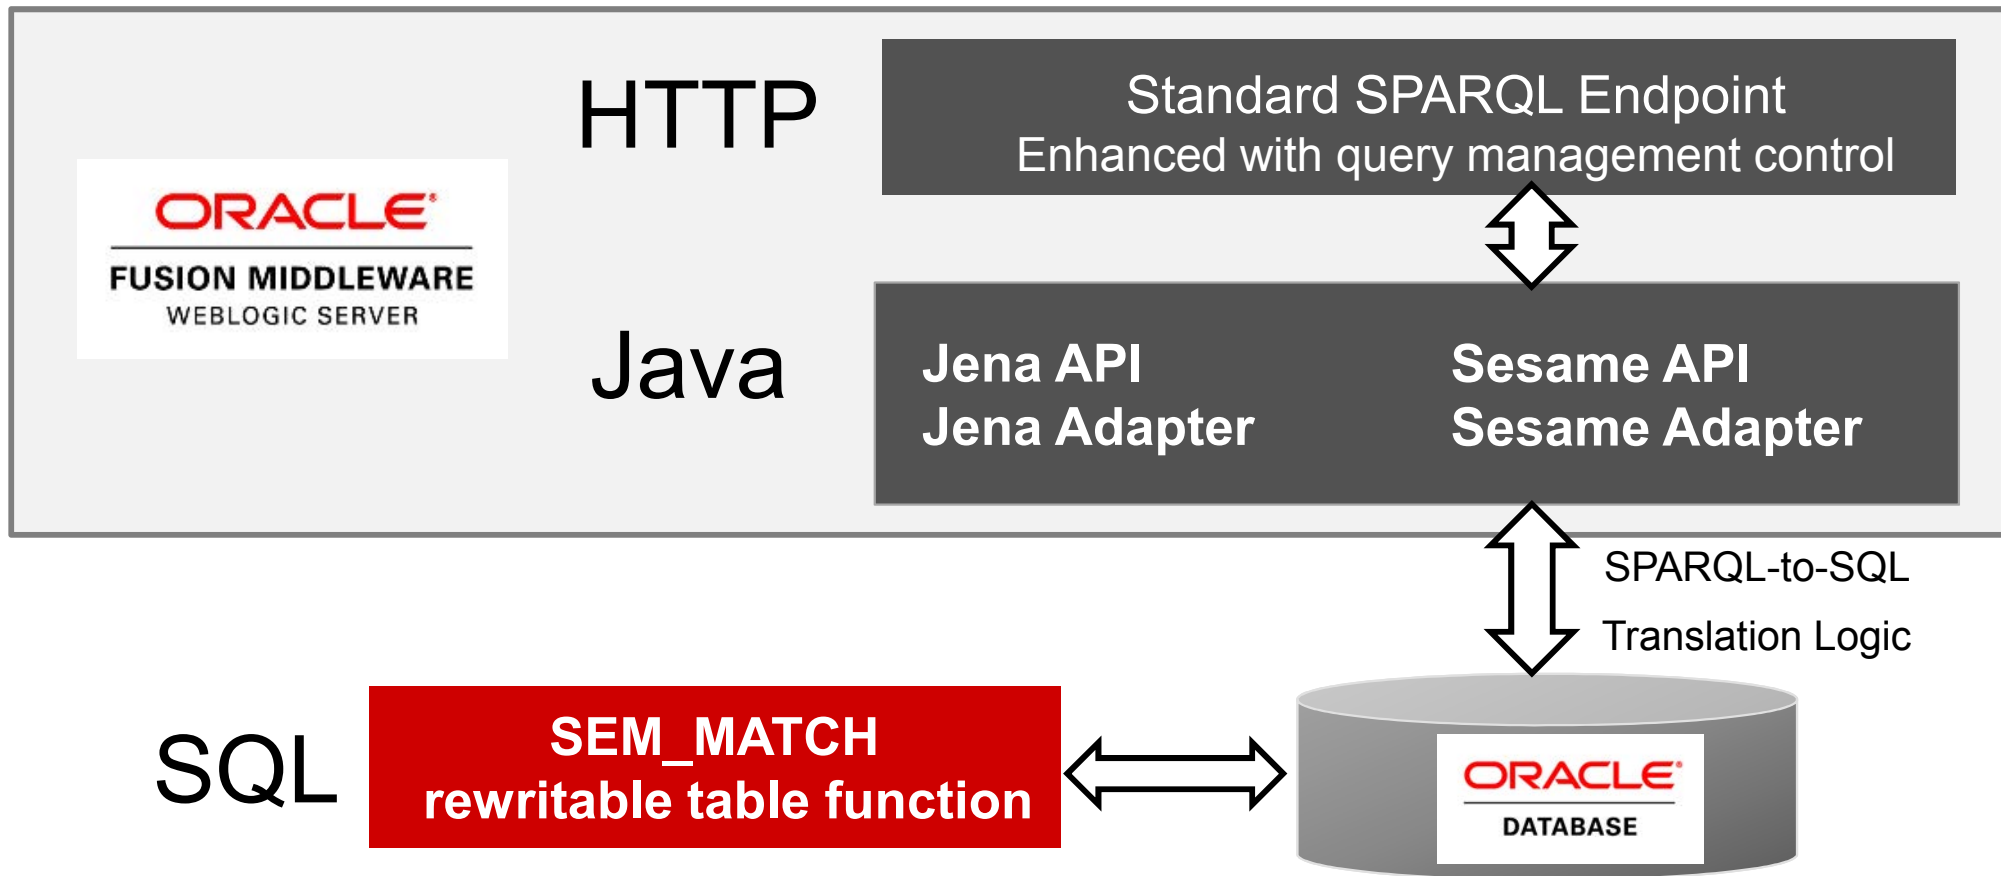 HTTP
Standard SPARQL Endpoint
Enhanced with query management control
ORACLE®
FUSION MIDDLEWARE
WEBLOGIC SERVER
Java
Jena API
Jena Adapter
Sesame API
Sesame Adapter
SPARQL-to-SQL
Translation Logic
SQL
SEM_MATCH
rewritable table function
ORACLE®
DATABASE